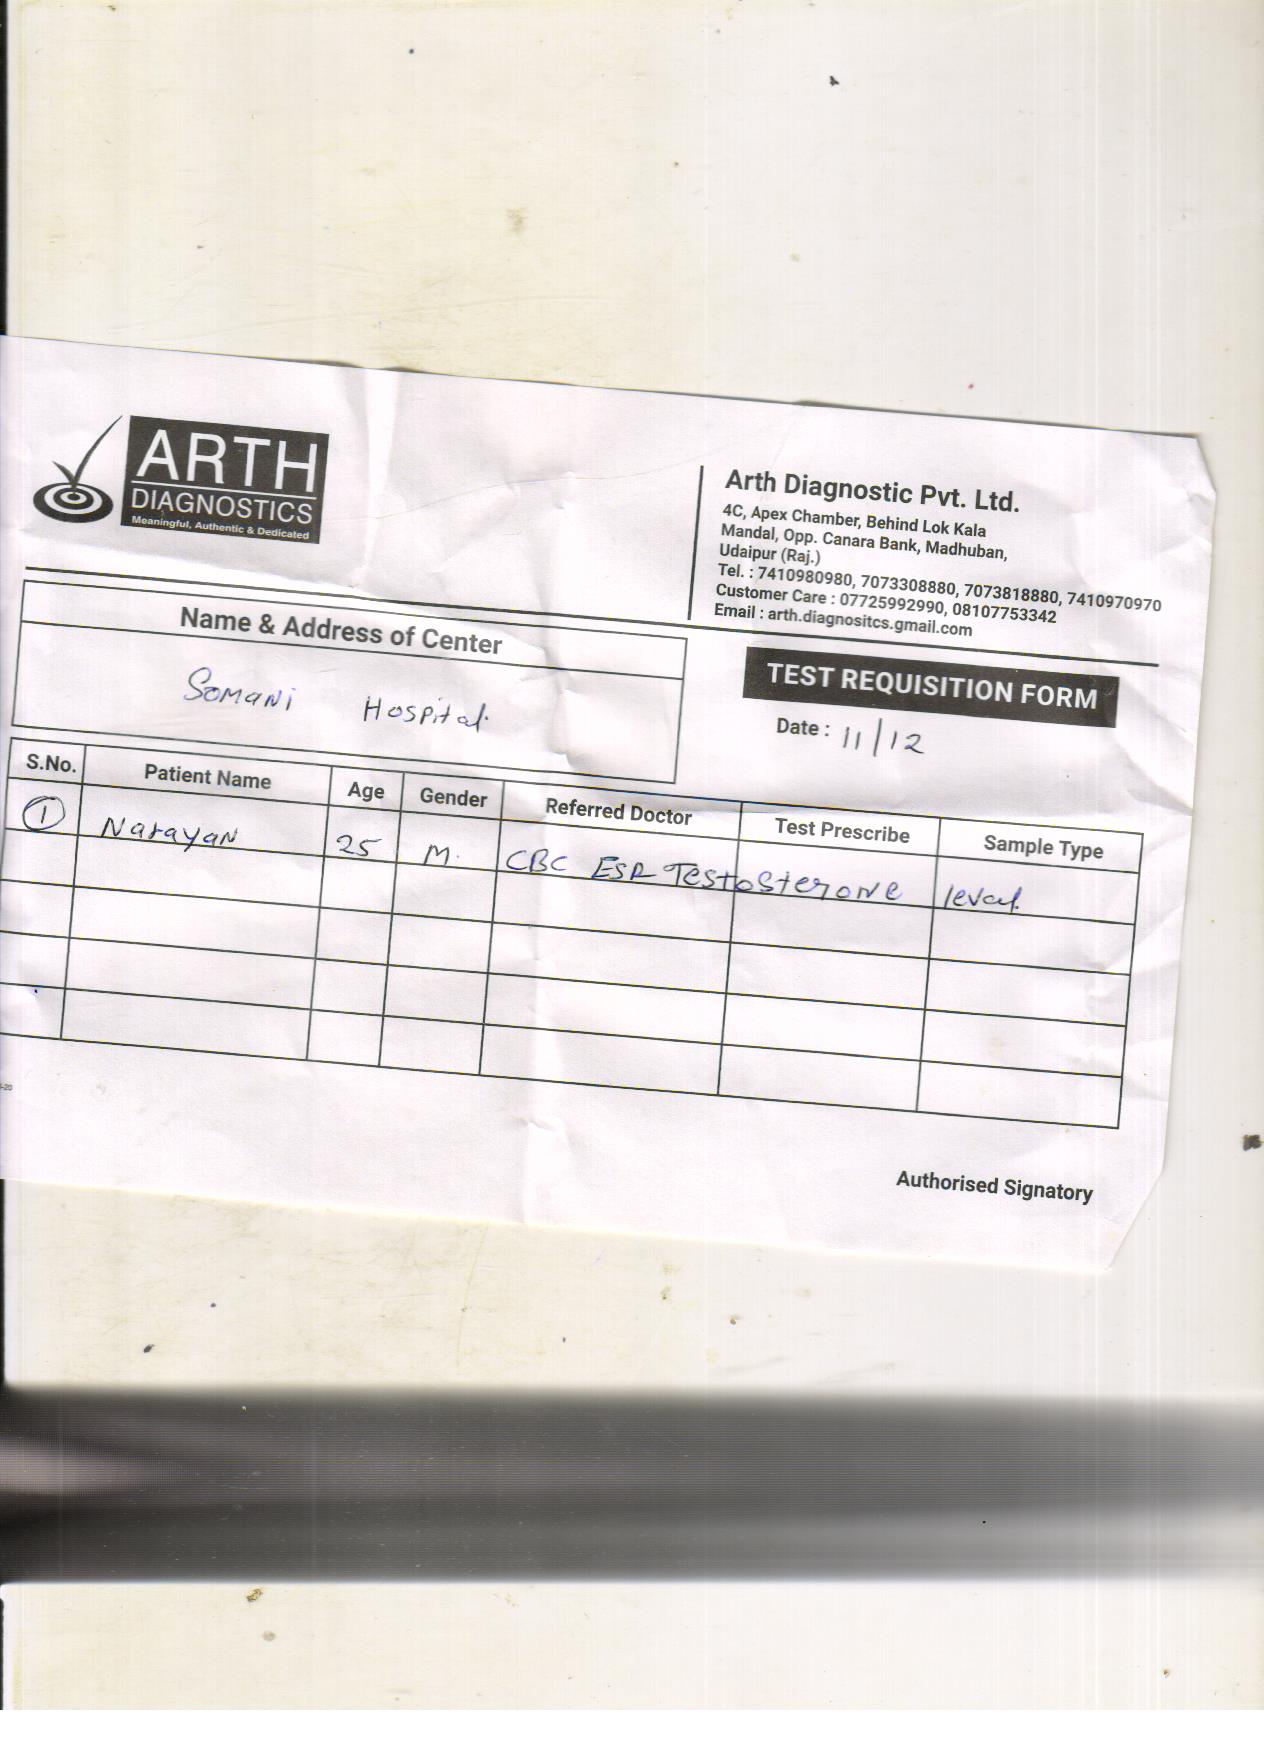 ARTH
DIAGNOSTICS
Meaningful, Authentic & Dedicated
Arth Diagnostic Pvt. Ltd.
4C, Apex Chamber, Behind Lok Kala
Mandal, Opp. Canara Bank, Madhuban,
Udaipur (Raj.)
Tel. : 7410980980, 7073308880, 7073818880, 7410970970
Customer Care : 07725992990, 08107753342
Email : arth.diagnositcs.gmail.com
Name & Address of Center
Somani Hospital
TEST REQUISITION FORM
Date : 11/12
S.No. Patient Name Age Gender Referred Doctor Test Prescribe Sample Type
1 Narayan 25 M. CBC ESR Testosterone level
-20
Authorised Signatory